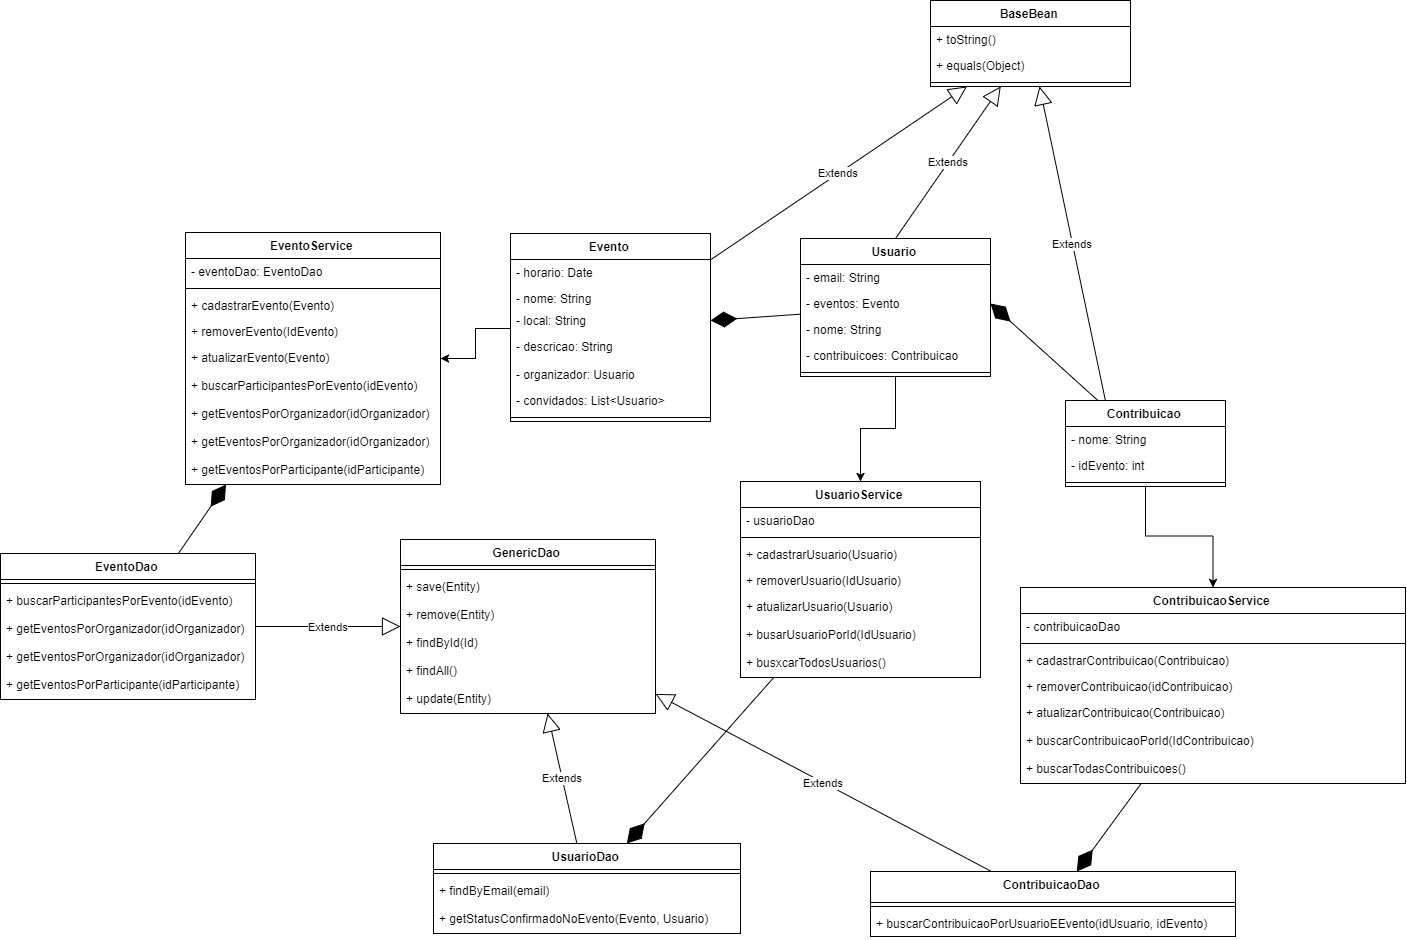 BaseBean
+ toString()
+ equals(Object)
Extends
Extends
Extends
EventoService
- eventoDao: EventoDao
+ cadastrarEvento(Evento)
+ removerEvento(IdEvento)
+ atualizarEvento(Evento)
+ buscarParticipantesPorEvento(idEvento)
+ getEventosPorOrganizador(idOrganizador)
+ getEventosPorOrganizador(idOrganizador)
+ getEventosPorParticipante(idParticipante)
Evento
- horario: Date
- nome: String
- local: String
- descricao: String
- organizador: Usuario
- convidados: List<Usuario>
Usuario
- email: String
- eventos: Evento
- nome: String
- contribuicoes: Contribuicao
Contribuicao
- nome: String
- idEvento: int
EventoDao
+ buscarParticipantesPorEvento(idEvento)
+ getEventosPorOrganizador(idOrganizador)
+ getEventosPorOrganizador(idOrganizador)
+ getEventosPorParticipante(idParticipante)
Extends
GenericDao
+ save(Entity)
+ remove(Entity)
+ findById(Id)
+ findAll()
+ update(Entity)
UsuarioService
- usuarioDao
+ cadastrarUsuario(Usuario)
+ removerUsuario(IdUsuario)
+ atualizarUsuario(Usuario)
+ busarUsuarioPorId(IdUsuario)
+ busxcarTodosUsuarios()
ContribuicaoService
- contribuicaoDao
+ cadastrarContribuicao(Contribuicao)
+ removerContribuicao(idContribuicao)
+ atualizarContribuicao(Contribuicao)
+ buscarContribuicaoPorId(IdContribuicao)
+ buscarTodasContribuicoes()
Extends
Extends
UsuarioDao
+ findByEmail(email)
+ getStatusConfirmadoNoEvento(Evento, Usuario)
ContribuicaoDao
+ buscarContribuicaoPorUsuarioEEvento(idUsuario, idEvento)